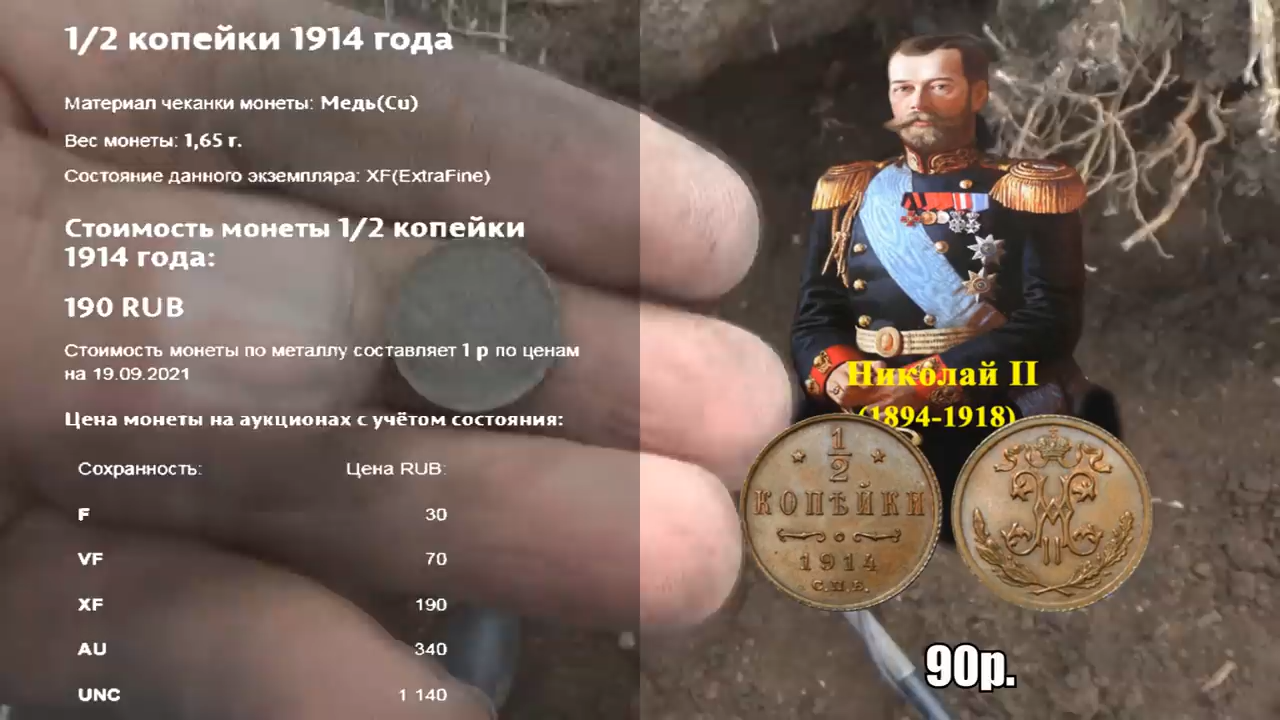 1/2 копейки 1914 года
Материал чеканки монеты: Медь(Cu)
Вес монеты: 1,65 г.
Состояние данного экземпляра: XF(ExtraFine)
Стоимость монеты 1/2 копейки
1914 года:
190 RUB
Стоимость монеты по металлу составляет 1 р по ценам
на 19.09.2021
Цена монеты на аукционах с учётом состояния:
Сохранность: Цена RUB:
F 30
VF 70
XF 190
AU 340
UNC 1 140
Николай II
(1894-1918)
1/2
КОПѢЙКИ
1914
С.П.Б.
II
90р.